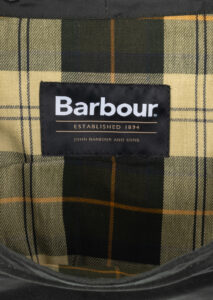 Barbour.
ESTABLISHED 1894
JOHN BARBOUR AND SONS